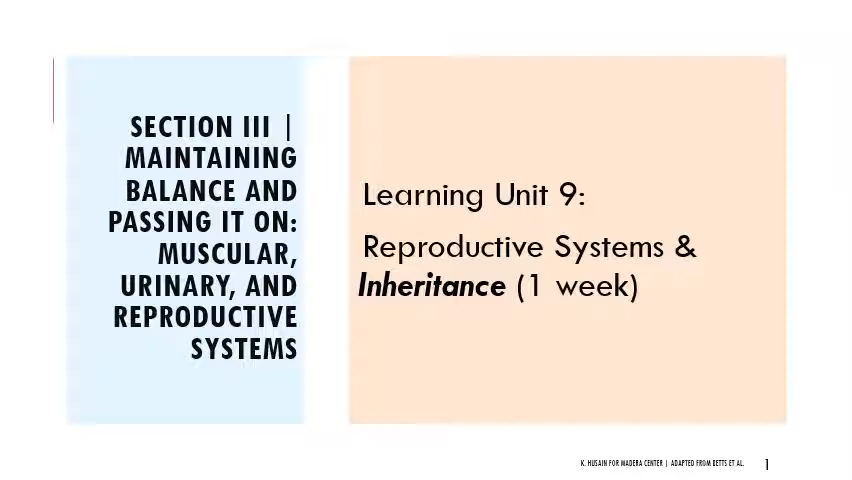 SECTION III |
MAINTAINING
BALANCE AND
PASSING IT ON:
MUSCULAR,
URINARY, AND
REPRODUCTIVE
SYSTEMS
Learning Unit 9:
Reproductive Systems &
Inheritance (1 week)
K. HUSAIN FOR MADERA CENTER | ADAPTED FROM BETTS ET AL.
1